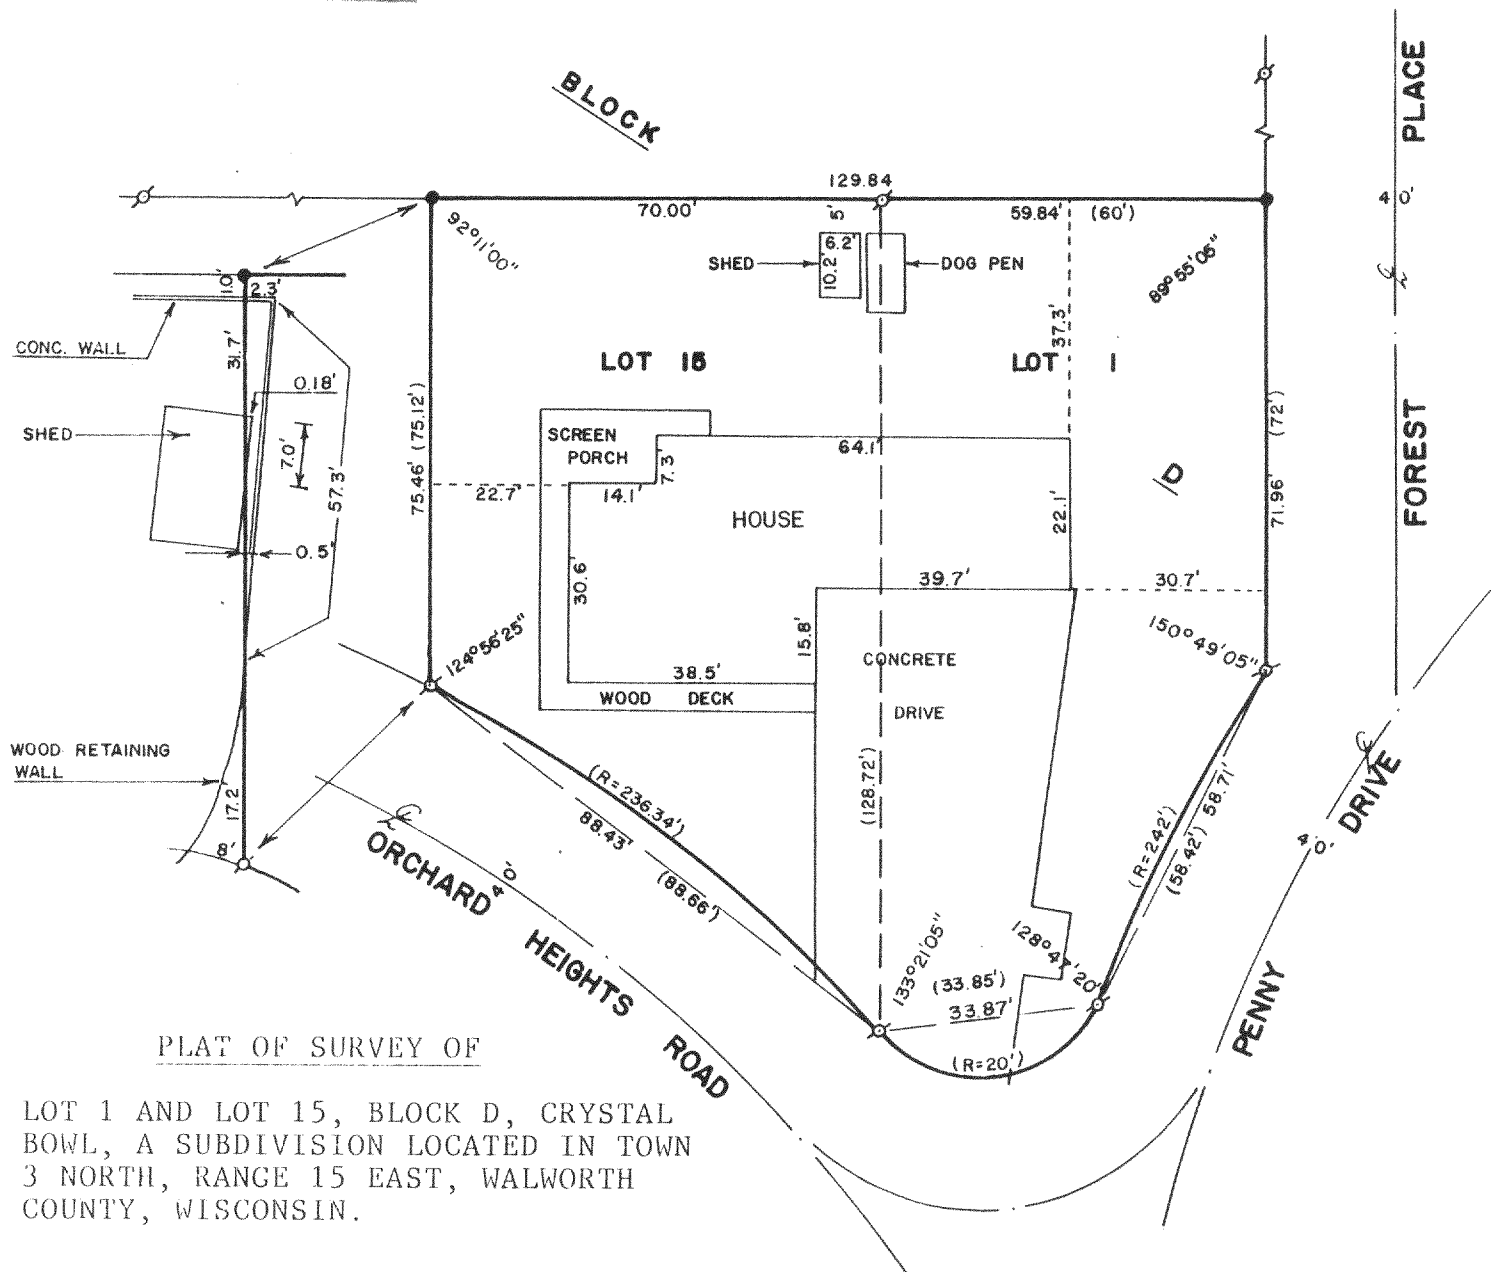 BLOCK
PLACE
129.84
40'
70.00'
5'
59.84' (60')
92°11'00"
6.2'
SHED
10.2'
DOG PEN
89°55'05"
1.0'
2.3'
37.3'
CONC. WALL
31.7'
LOT 15
LOT 1
0.18'
75.46' (75.12')
71.96' (72')
FOREST
SHED
SCREEN
PORCH
64.1'
7.0'
57.3'
7.3'
D
22.7'
14.1'
HOUSE
22.1'
0.5'
30.6'
39.7'
30.7'
15.8'
124°56'25"
150°49'05"
CONCRETE
38.5'
WOOD DECK
DRIVE
WOOD RETAINING
WALL
17.2'
(128.72')
(R=236.34')
88.43'
(88.66')
58.71'
(R=242')
(58.42')
DRIVE
40'
8'
ORCHARD
40'
HEIGHTS
ROAD
133°21'05"
(33.85')
33.87'
(R=20')
PENNY
PLAT OF SURVEY OF
LOT 1 AND LOT 15, BLOCK D, CRYSTAL
BOWL, A SUBDIVISION LOCATED IN TOWN
3 NORTH, RANGE 15 EAST, WALWORTH
COUNTY, WISCONSIN.